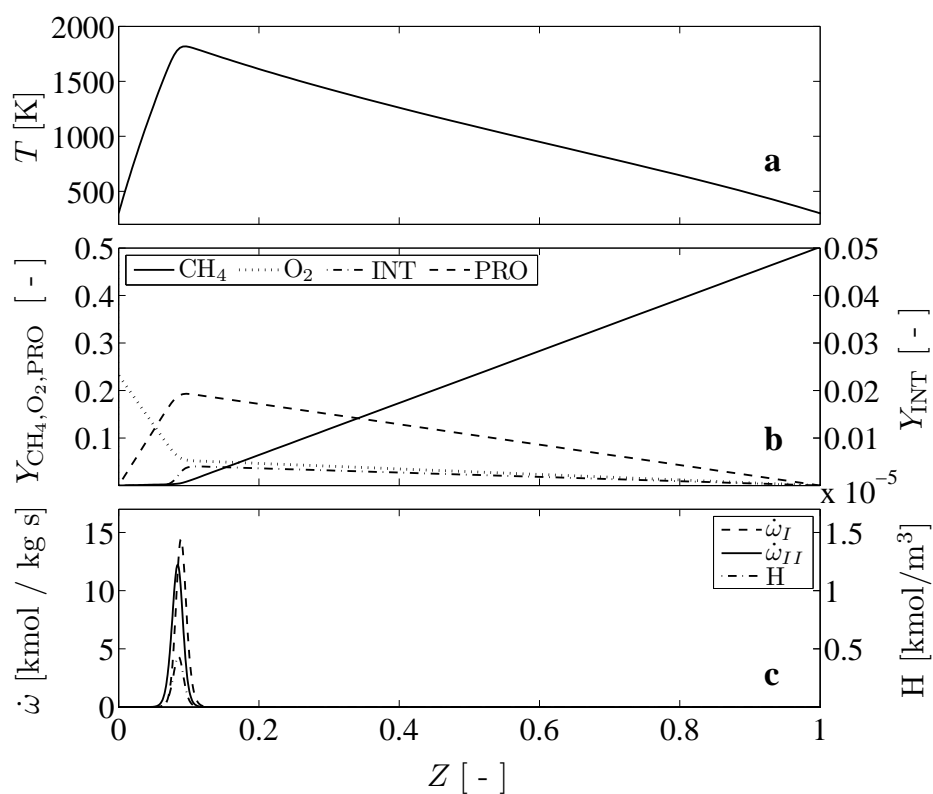 2000
1500
1000
500
T [K]
a
0.5
0.4
0.3
0.2
0.1
Y_CH₄,O₂,PRO [ - ]
CH₄ O₂ INT PRO
0.05
0.04
0.03
0.02
0.01
Y_INT [ - ]
b
x 10⁻⁵
15
10
5
0
ω̇ [kmol / kg s]
ω̇_I
ω̇_II
H
1.5
1
0.5
H [kmol/m³]
c
0 0.2 0.4 0.6 0.8 1
Z [ - ]